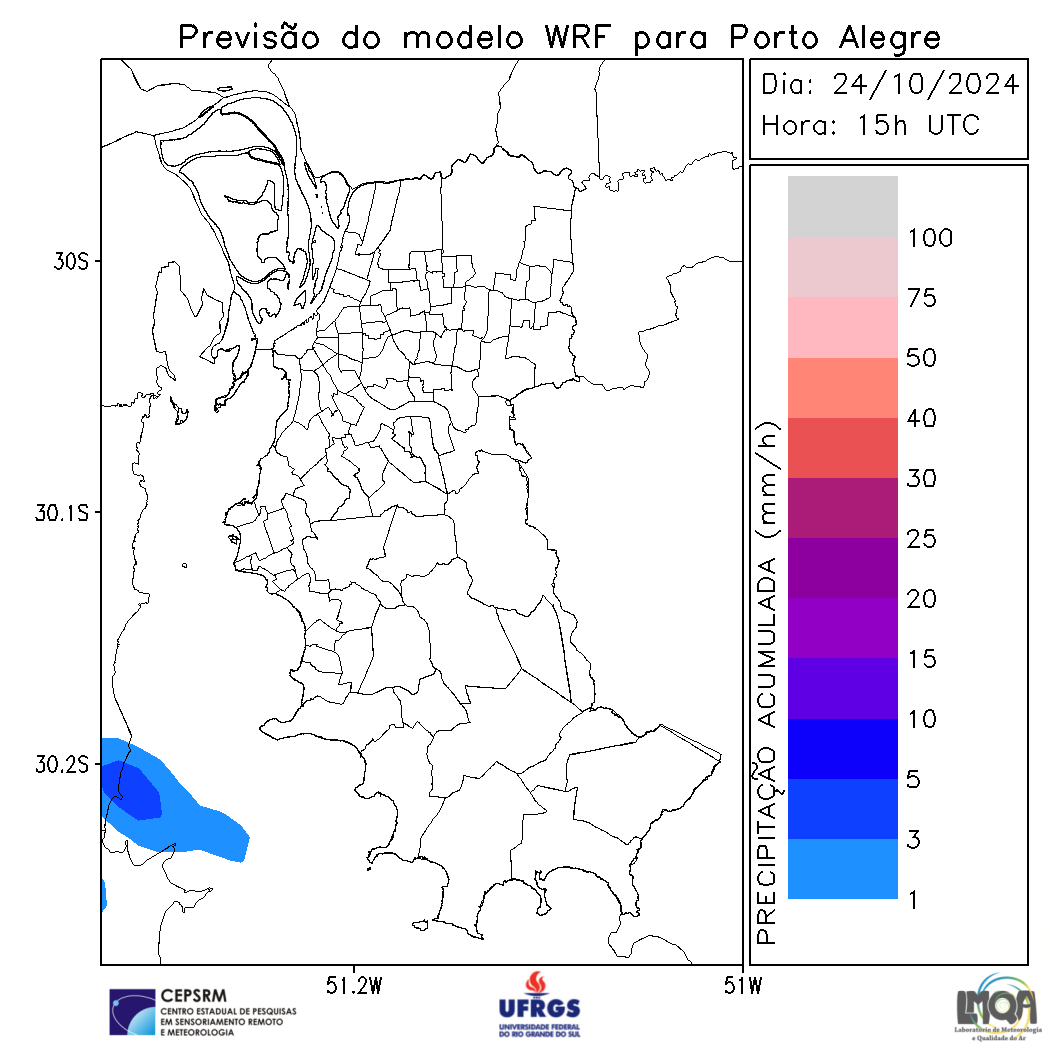 Previsão do modelo WRF para Porto Alegre
Dia: 24/10/2024
Hora: 15h UTC
30S
30.1S
30.2S
51.2W
51W
PRECIPITAÇÃO ACUMULADA (mm/h)
100
75
50
40
30
25
20
15
10
5
3
1
CEPSRM
CENTRO ESTADUAL DE PESQUISAS
EM SENSORIAMENTO REMOTO
E METEOROLOGIA
UFRGS
UNIVERSIDADE FEDERAL
DO RIO GRANDE DO SUL
LMQA
Laboratório de Meteorologia
e Qualidade do Ar